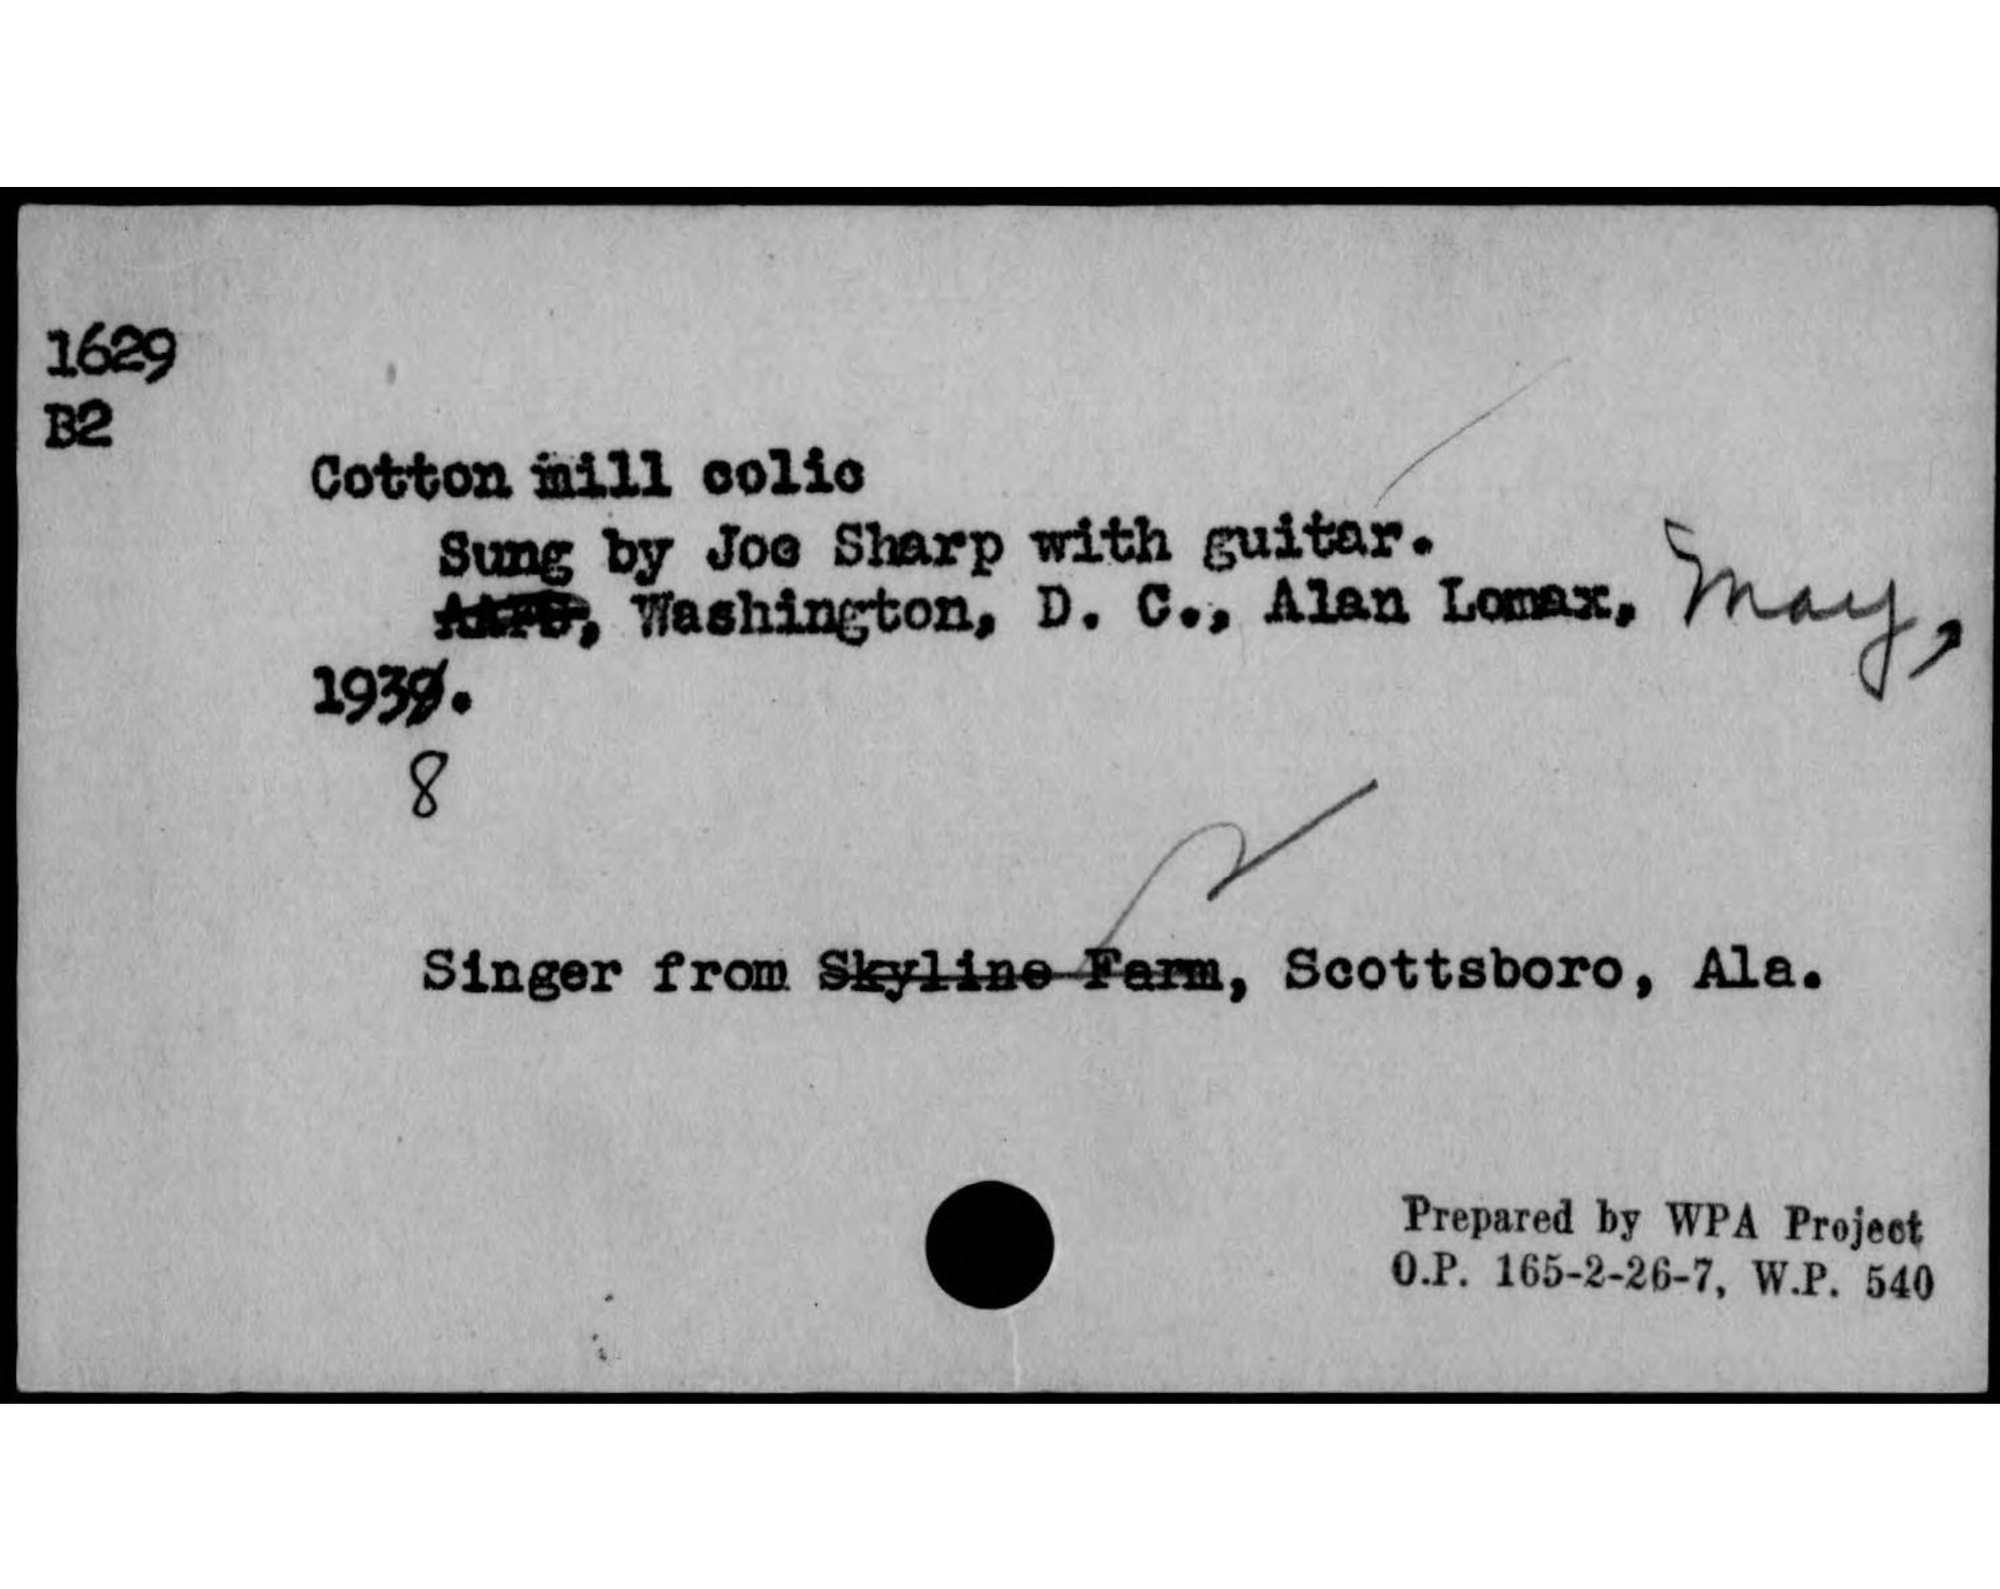 1629
B2
Cotton mill colic
Sung by Joe Sharp with guitar.
, Washington, D. C., Alan Lomax, May,
1939.
8
Singer from Skyline Farm, Scottsboro, Ala.
Prepared by WPA Project
O.P. 165-2-26-7, W.P. 540